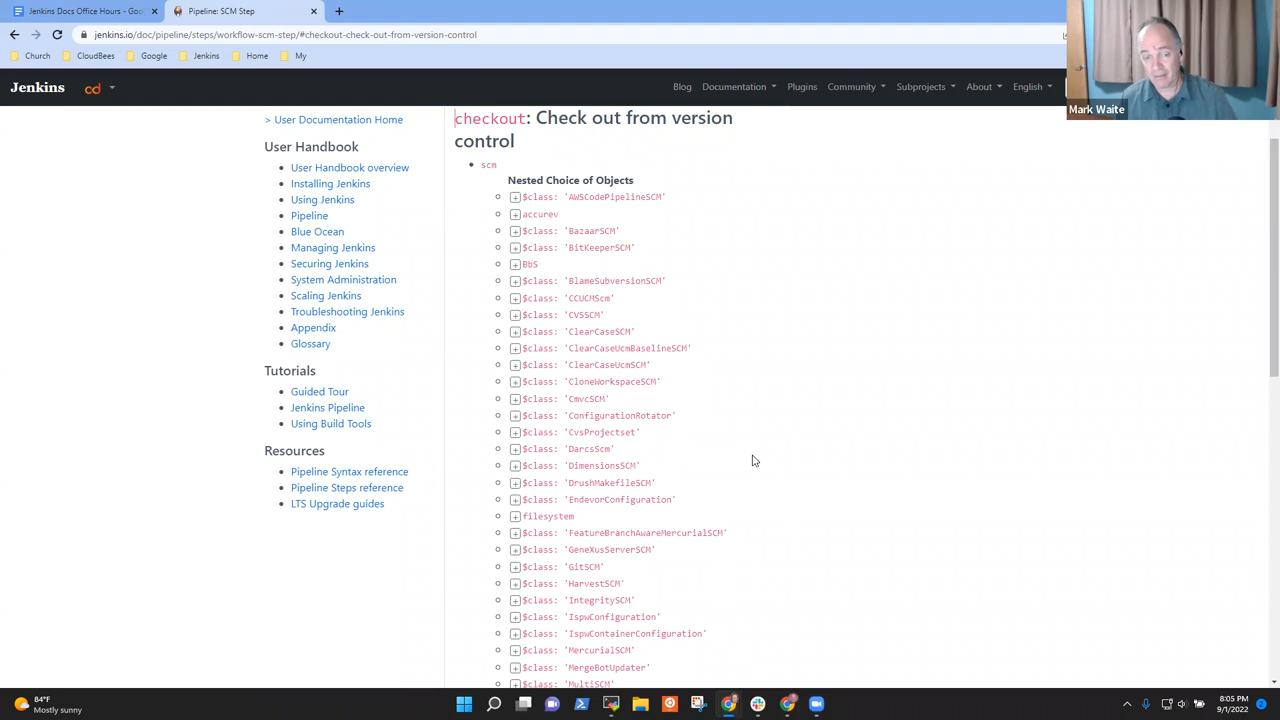 Jenkins Docs Office Hours - Goo
Pipeline: SCM Step
jenkins.io/doc/pipeline/steps/workflow-scm-step/#checkout-check-out-from-version-control
Church
CloudBees
Google
Jenkins
Home
My
Mark Waite
Jenkins
cd
Blog
Documentation
Plugins
Community
Subprojects
About
English
> User Documentation Home
User Handbook
User Handbook overview
Installing Jenkins
Using Jenkins
Pipeline
Blue Ocean
Managing Jenkins
Securing Jenkins
System Administration
Scaling Jenkins
Troubleshooting Jenkins
Appendix
Glossary
Tutorials
Guided Tour
Jenkins Pipeline
Using Build Tools
Resources
Pipeline Syntax reference
Pipeline Steps reference
LTS Upgrade guides
checkout: Check out from version
control
scm
Nested Choice of Objects
$class: 'AWSCodePipelineSCM'
accurev
$class: 'BazaarSCM'
$class: 'BitKeeperSCM'
BbS
$class: 'BlameSubversionSCM'
$class: 'CCUCMScm'
$class: 'CVSSCM'
$class: 'ClearCaseSCM'
$class: 'ClearCaseUcmBaselineSCM'
$class: 'ClearCaseUcmSCM'
$class: 'CloneWorkspaceSCM'
$class: 'CmvcSCM'
$class: 'ConfigurationRotator'
$class: 'CvsProjectset'
$class: 'DarcsScm'
$class: 'DimensionsSCM'
$class: 'DrushMakefileSCM'
$class: 'EndevorConfiguration'
filesystem
$class: 'FeatureBranchAwareMercurialSCM'
$class: 'GeneXusServerSCM'
$class: 'GitSCM'
$class: 'HarvestSCM'
$class: 'IntegritySCM'
$class: 'IspwConfiguration'
$class: 'IspwContainerConfiguration'
$class: 'MercurialSCM'
$class: 'MergeBotUpdater'
$class: 'MultiSCM'
84°F
Mostly sunny
8:05 PM
9/1/2022
2